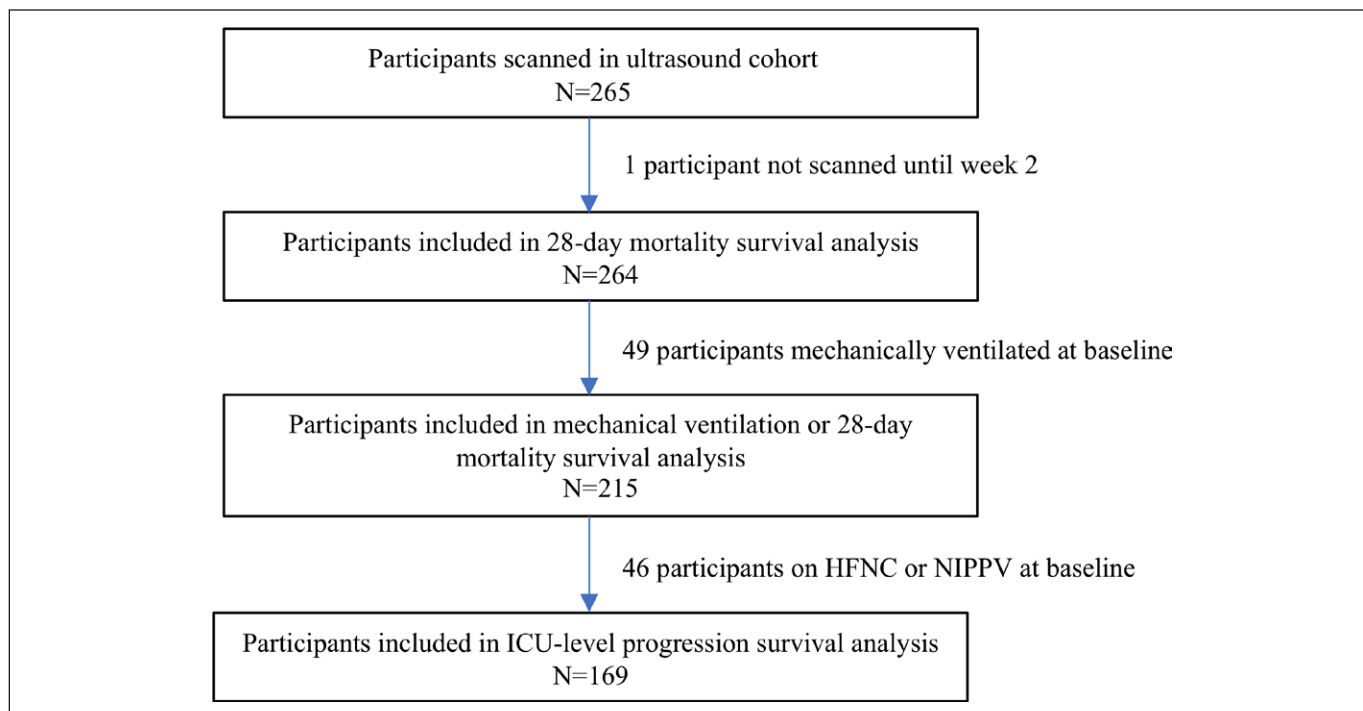 Participants scanned in ultrasound cohort
N=265
1 participant not scanned until week 2
Participants included in 28-day mortality survival analysis
N=264
49 participants mechanically ventilated at baseline
Participants included in mechanical ventilation or 28-day
mortality survival analysis
N=215
46 participants on HFNC or NIPPV at baseline
Participants included in ICU-level progression survival analysis
N=169